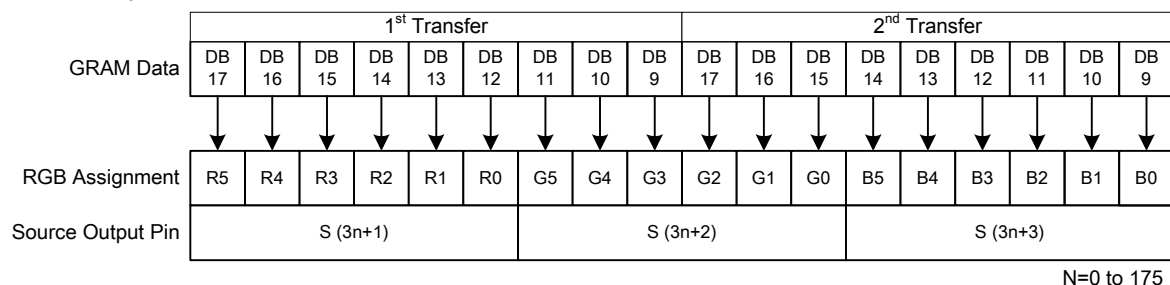 1st Transfer 2nd Transfer
GRAM Data DB 17 DB 16 DB 15 DB 14 DB 13 DB 12 DB 11 DB 10 DB 9 DB 17 DB 16 DB 15 DB 14 DB 13 DB 12 DB 11 DB 10 DB 9
RGB Assignment R5 R4 R3 R2 R1 R0 G5 G4 G3 G2 G1 G0 B5 B4 B3 B2 B1 B0
Source Output Pin S (3n+1) S (3n+2) S (3n+3)
N=0 to 175